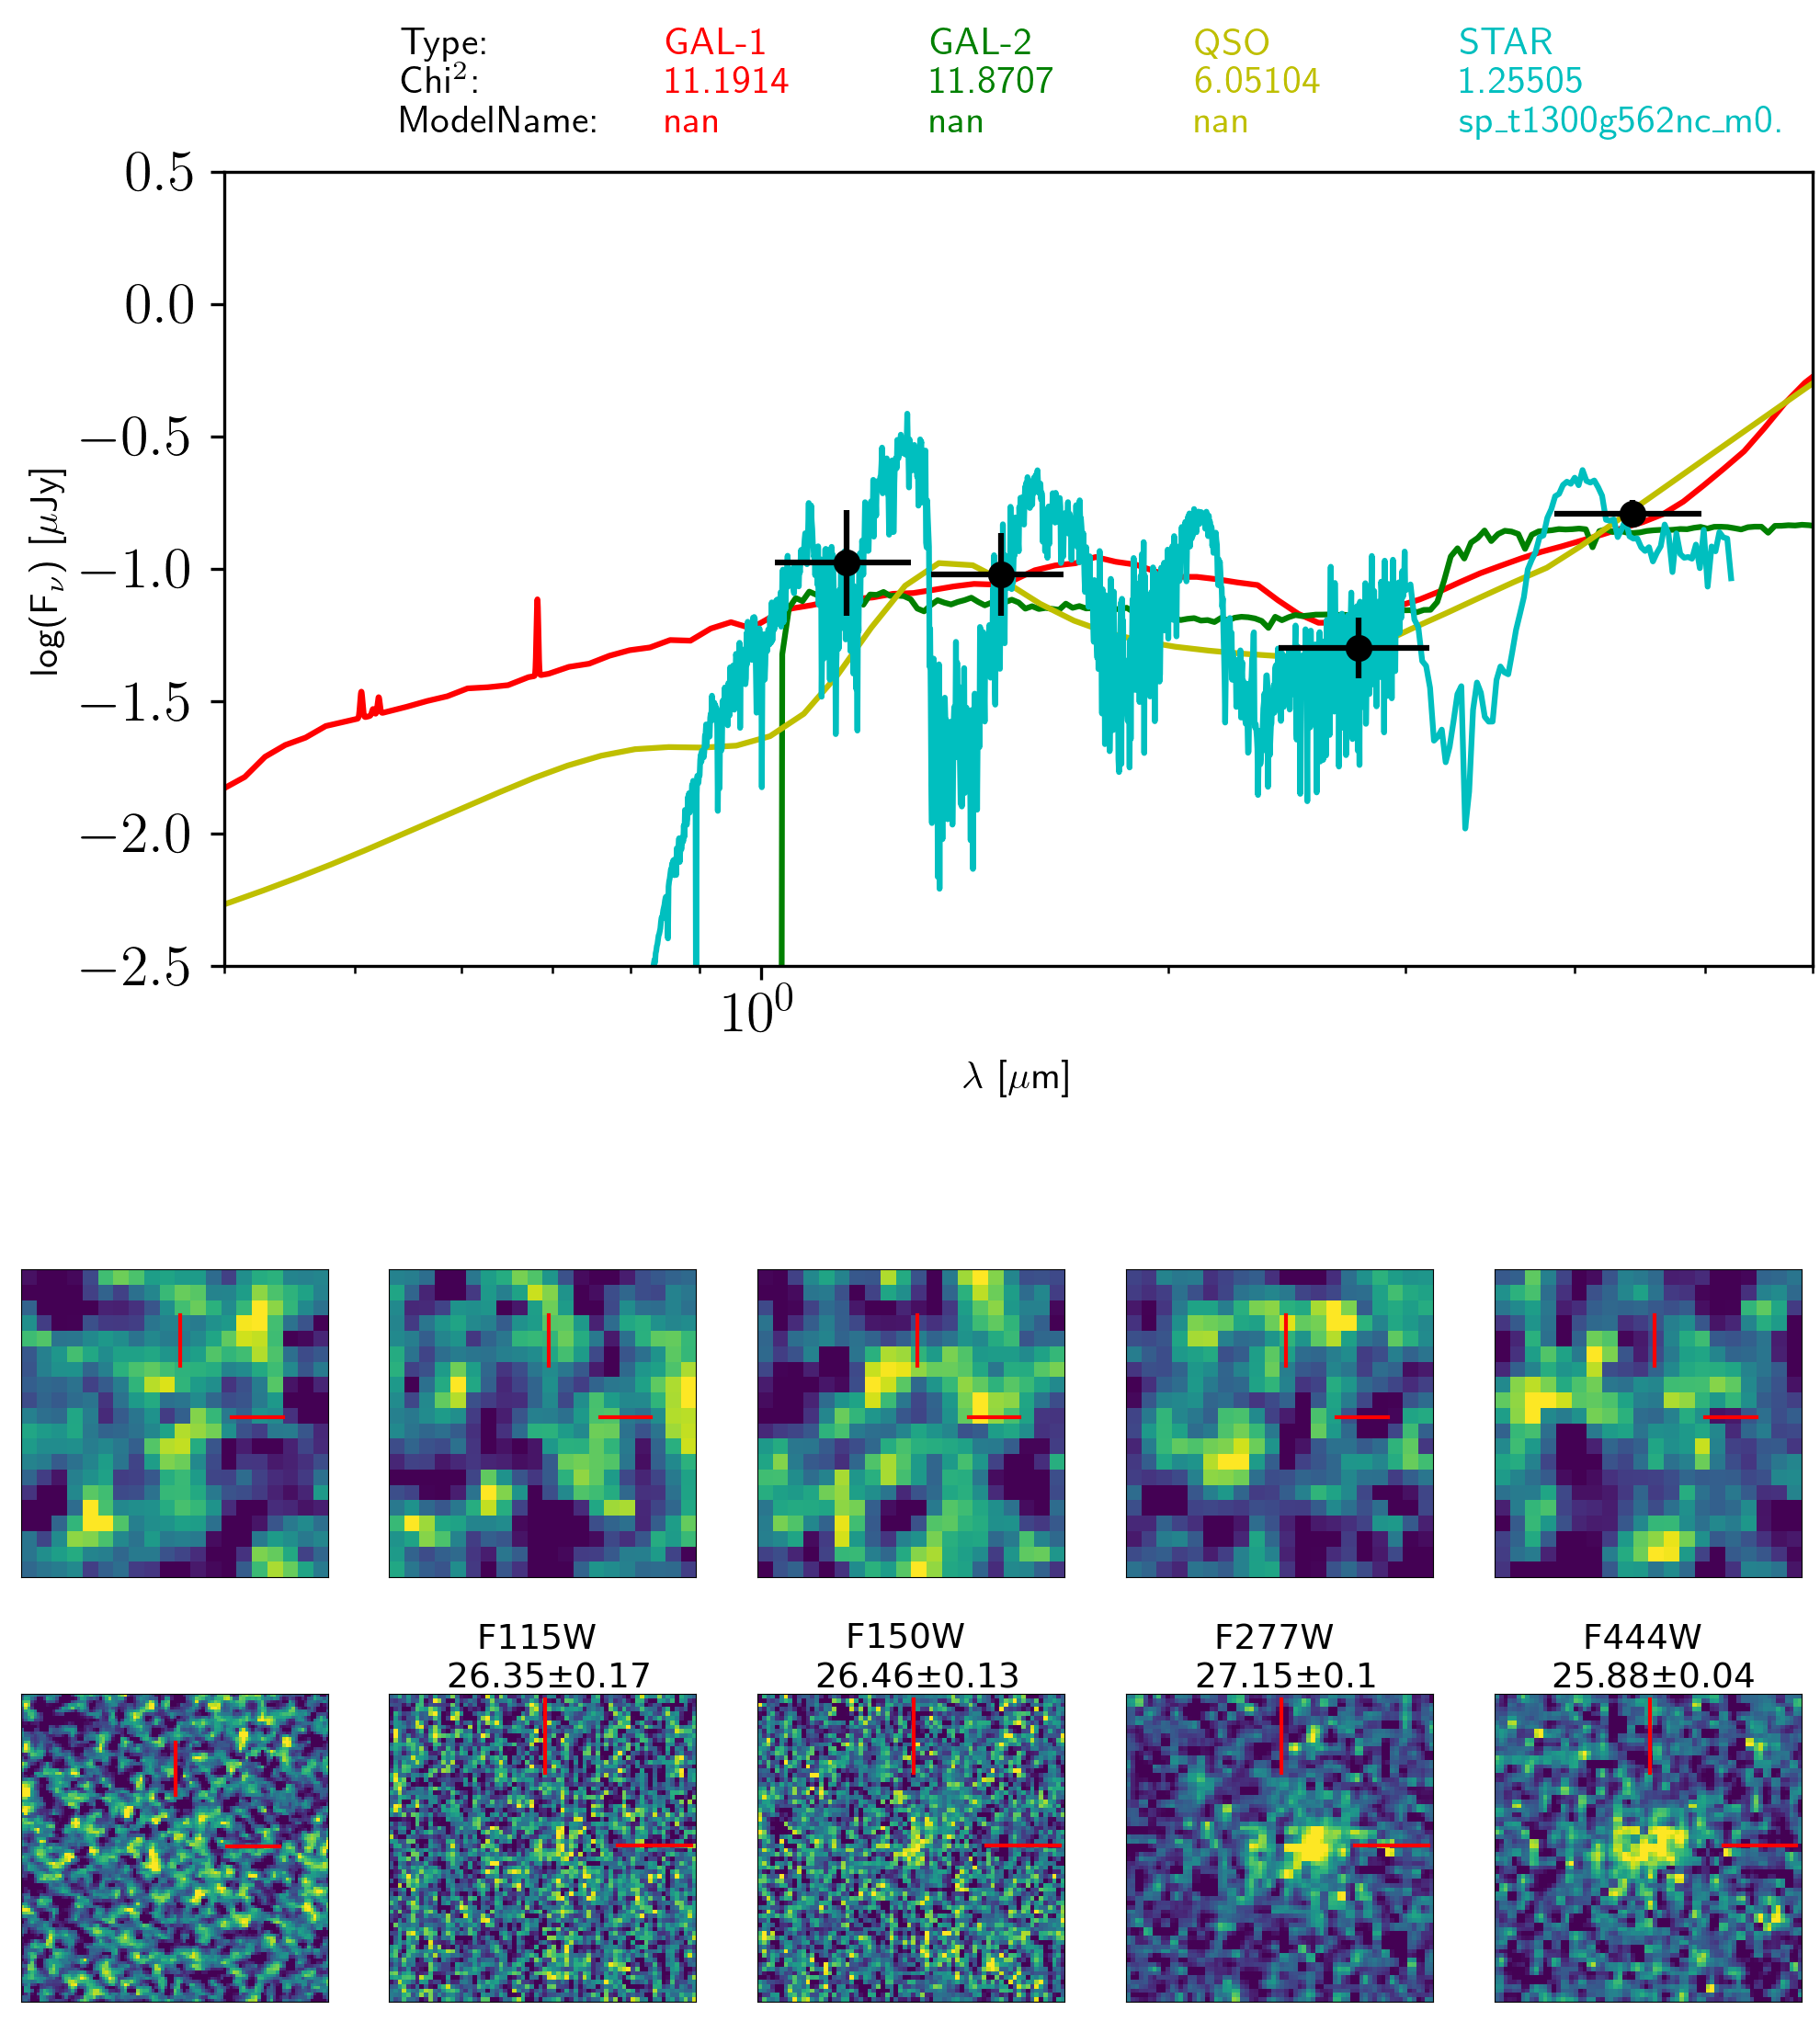 Type: GAL-1 GAL-2 QSO STAR
Chi²: 11.1914 11.8707 6.05104 1.25505
ModelName: nan nan nan sp_t1300g562nc_m0.
0.5
0.0
−0.5
−1.0
−1.5
−2.0
−2.5
log(Fν) [μJy]
10⁰
λ [μm]
F115W
26.35±0.17
F150W
26.46±0.13
F277W
27.15±0.1
F444W
25.88±0.04